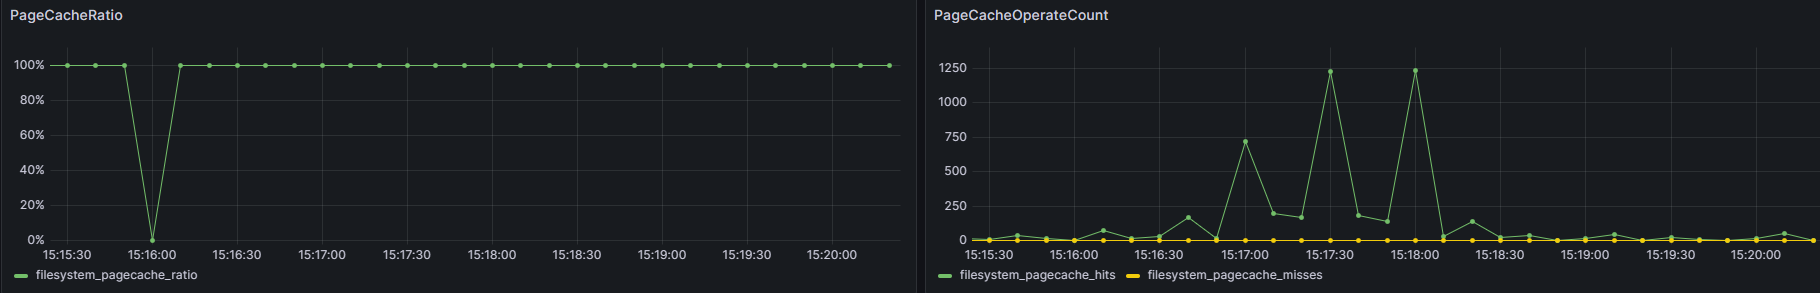 PageCacheRatio
100%
80%
60%
40%
20%
0%
15:15:30 15:16:00 15:16:30 15:17:00 15:17:30 15:18:00 15:18:30 15:19:00 15:19:30 15:20:00
filesystem_pagecache_ratio
PageCacheOperateCount
1250
1000
750
500
250
0
15:15:30 15:16:00 15:16:30 15:17:00 15:17:30 15:18:00 15:18:30 15:19:00 15:19:30 15:20:00
filesystem_pagecache_hits filesystem_pagecache_misses